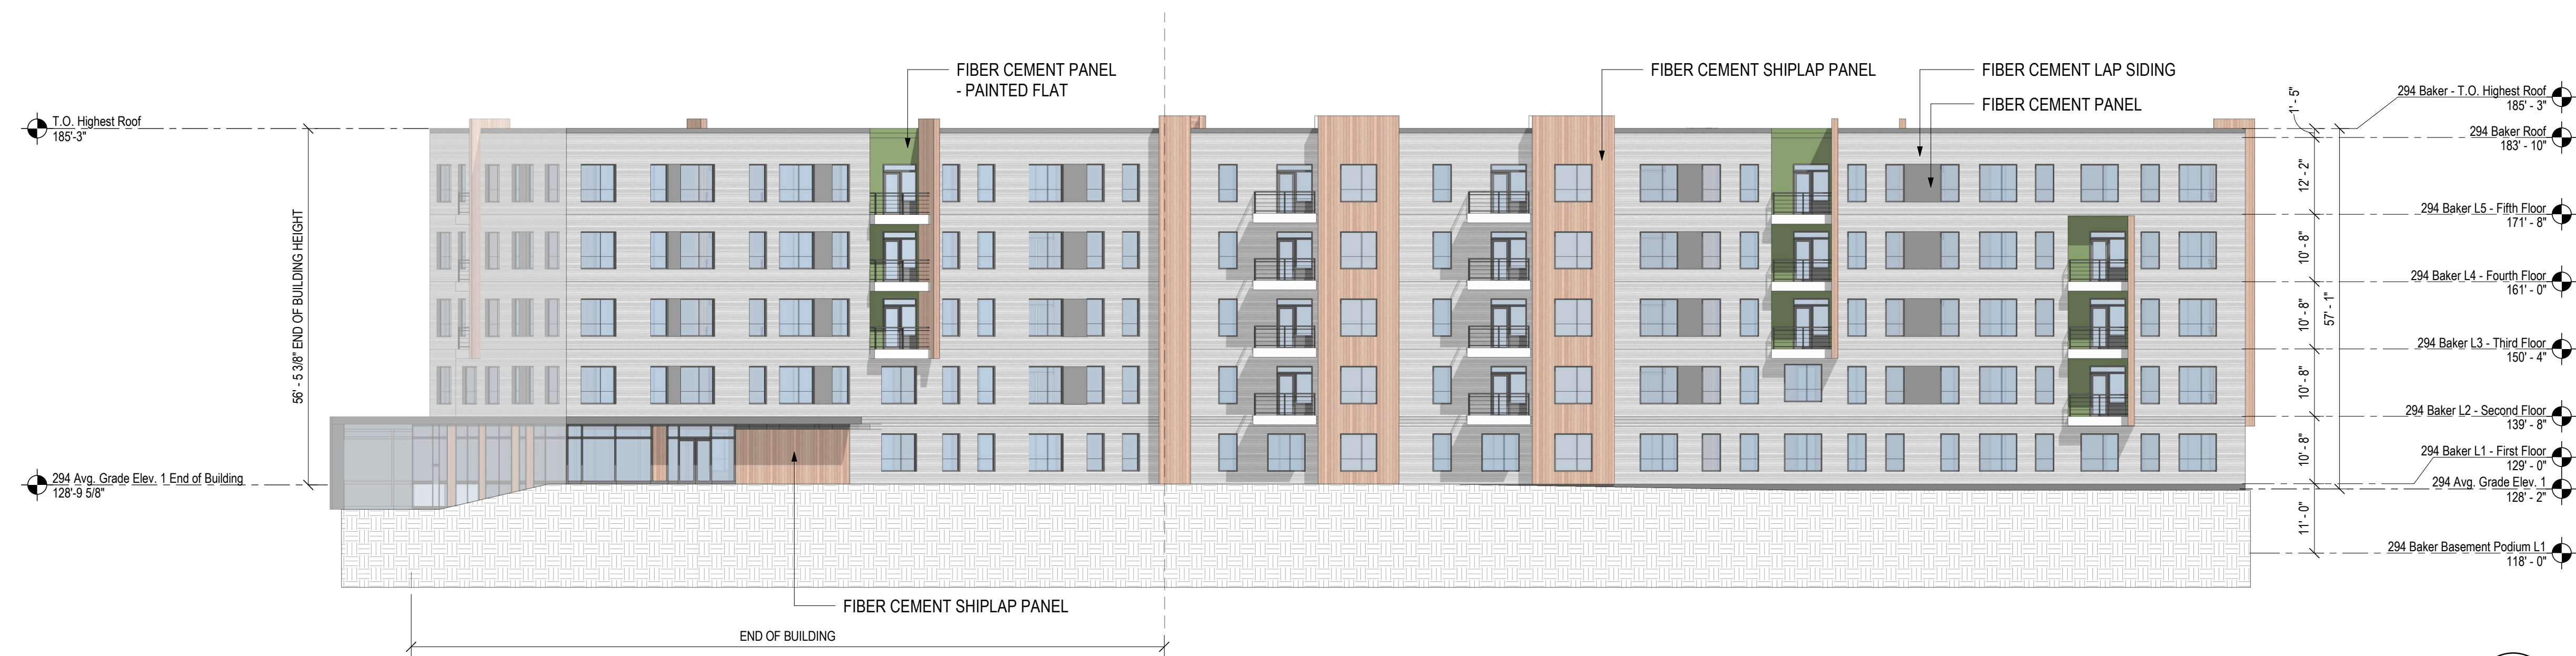 FIBER CEMENT PANEL
- PAINTED FLAT
FIBER CEMENT SHIPLAP PANEL
FIBER CEMENT LAP SIDING
FIBER CEMENT PANEL
T.O. Highest Roof
185'-3"
56' - 5 3/8" END OF BUILDING HEIGHT
294 Avg. Grade Elev. 1 End of Building
128'-9 5/8"
FIBER CEMENT SHIPLAP PANEL
END OF BUILDING
1' - 5"
12' - 2"
10' - 8"
10' - 8"
10' - 8"
10' - 8"
11' - 0"
57' - 1"
294 Baker - T.O. Highest Roof
185' - 3"
294 Baker Roof
183' - 10"
294 Baker L5 - Fifth Floor
171' - 8"
294 Baker L4 - Fourth Floor
161' - 0"
294 Baker L3 - Third Floor
150' - 4"
294 Baker L2 - Second Floor
139' - 8"
294 Baker L1 - First Floor
129' - 0"
294 Avg. Grade Elev. 1
128' - 2"
294 Baker Basement Podium L1
118' - 0"